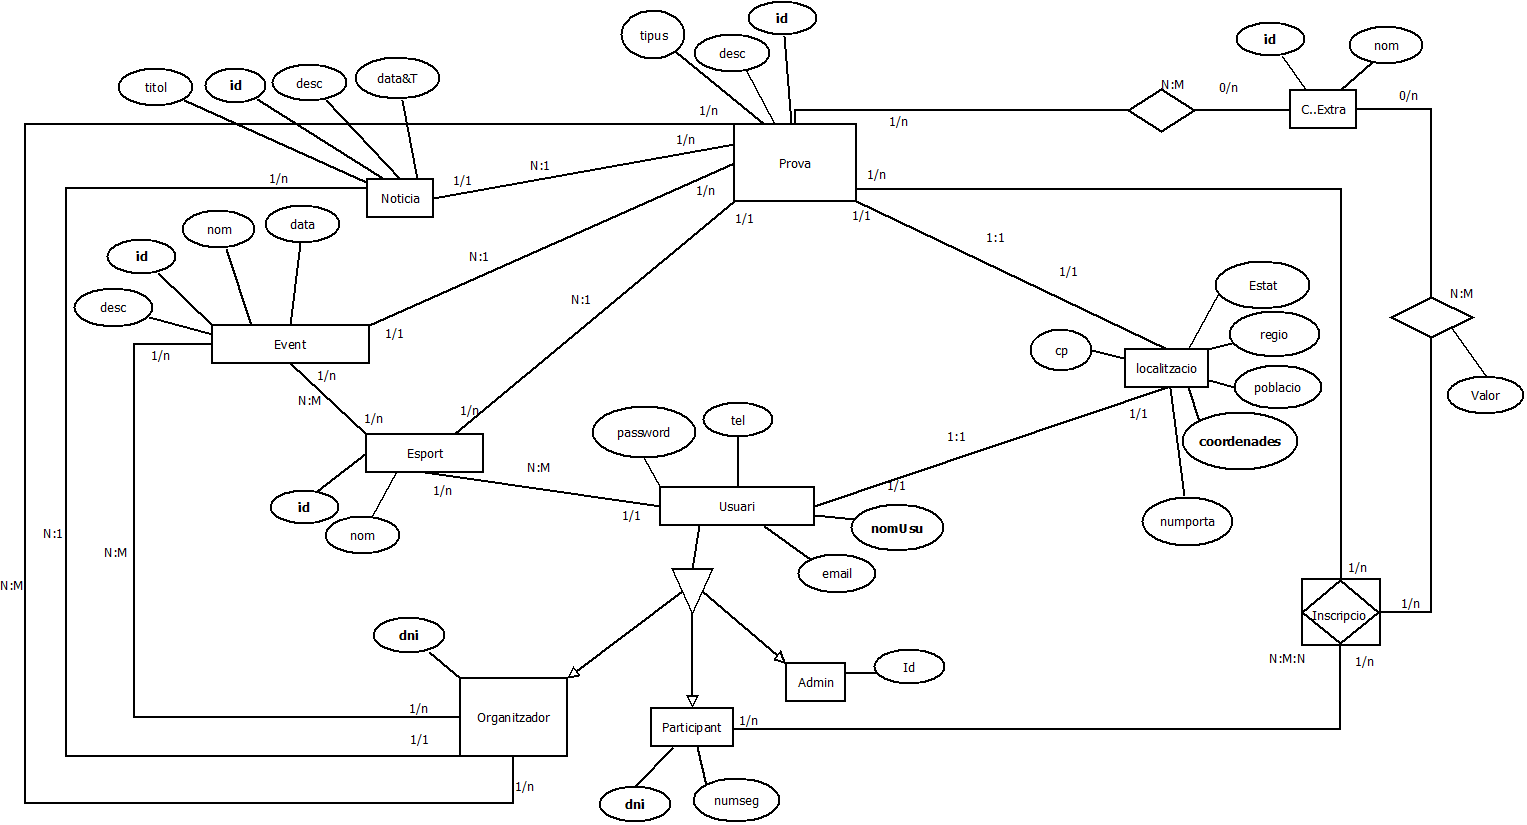 id
tipus
desc
id
nom
titol
id
desc
data&T
N:M
0/n
0/n
C..Extra
1/n
1/n
Prova
1/n
N:1
1/1
1/n
Noticia
1/n
1/n
1/1
1/1
nom
data
id
desc
N:1
N:1
1:1
1/1
Estat
N:M
regio
cp
localitzacio
poblacio
Valor
coordenades
numporta
1/1
Event
1/n
1/n
N:M
1/n
1/n
Esport
id
nom
N:M
1/n
1/1
password
tel
1:1
1/1
1/1
Usuari
nomUsu
email
N:1
N:M
N:M
1/n
Inscripcio
1/n
N:M:N
1/n
dni
Id
Admin
Organitzador
1/n
1/1
1/n
Participant
1/n
dni
numseg